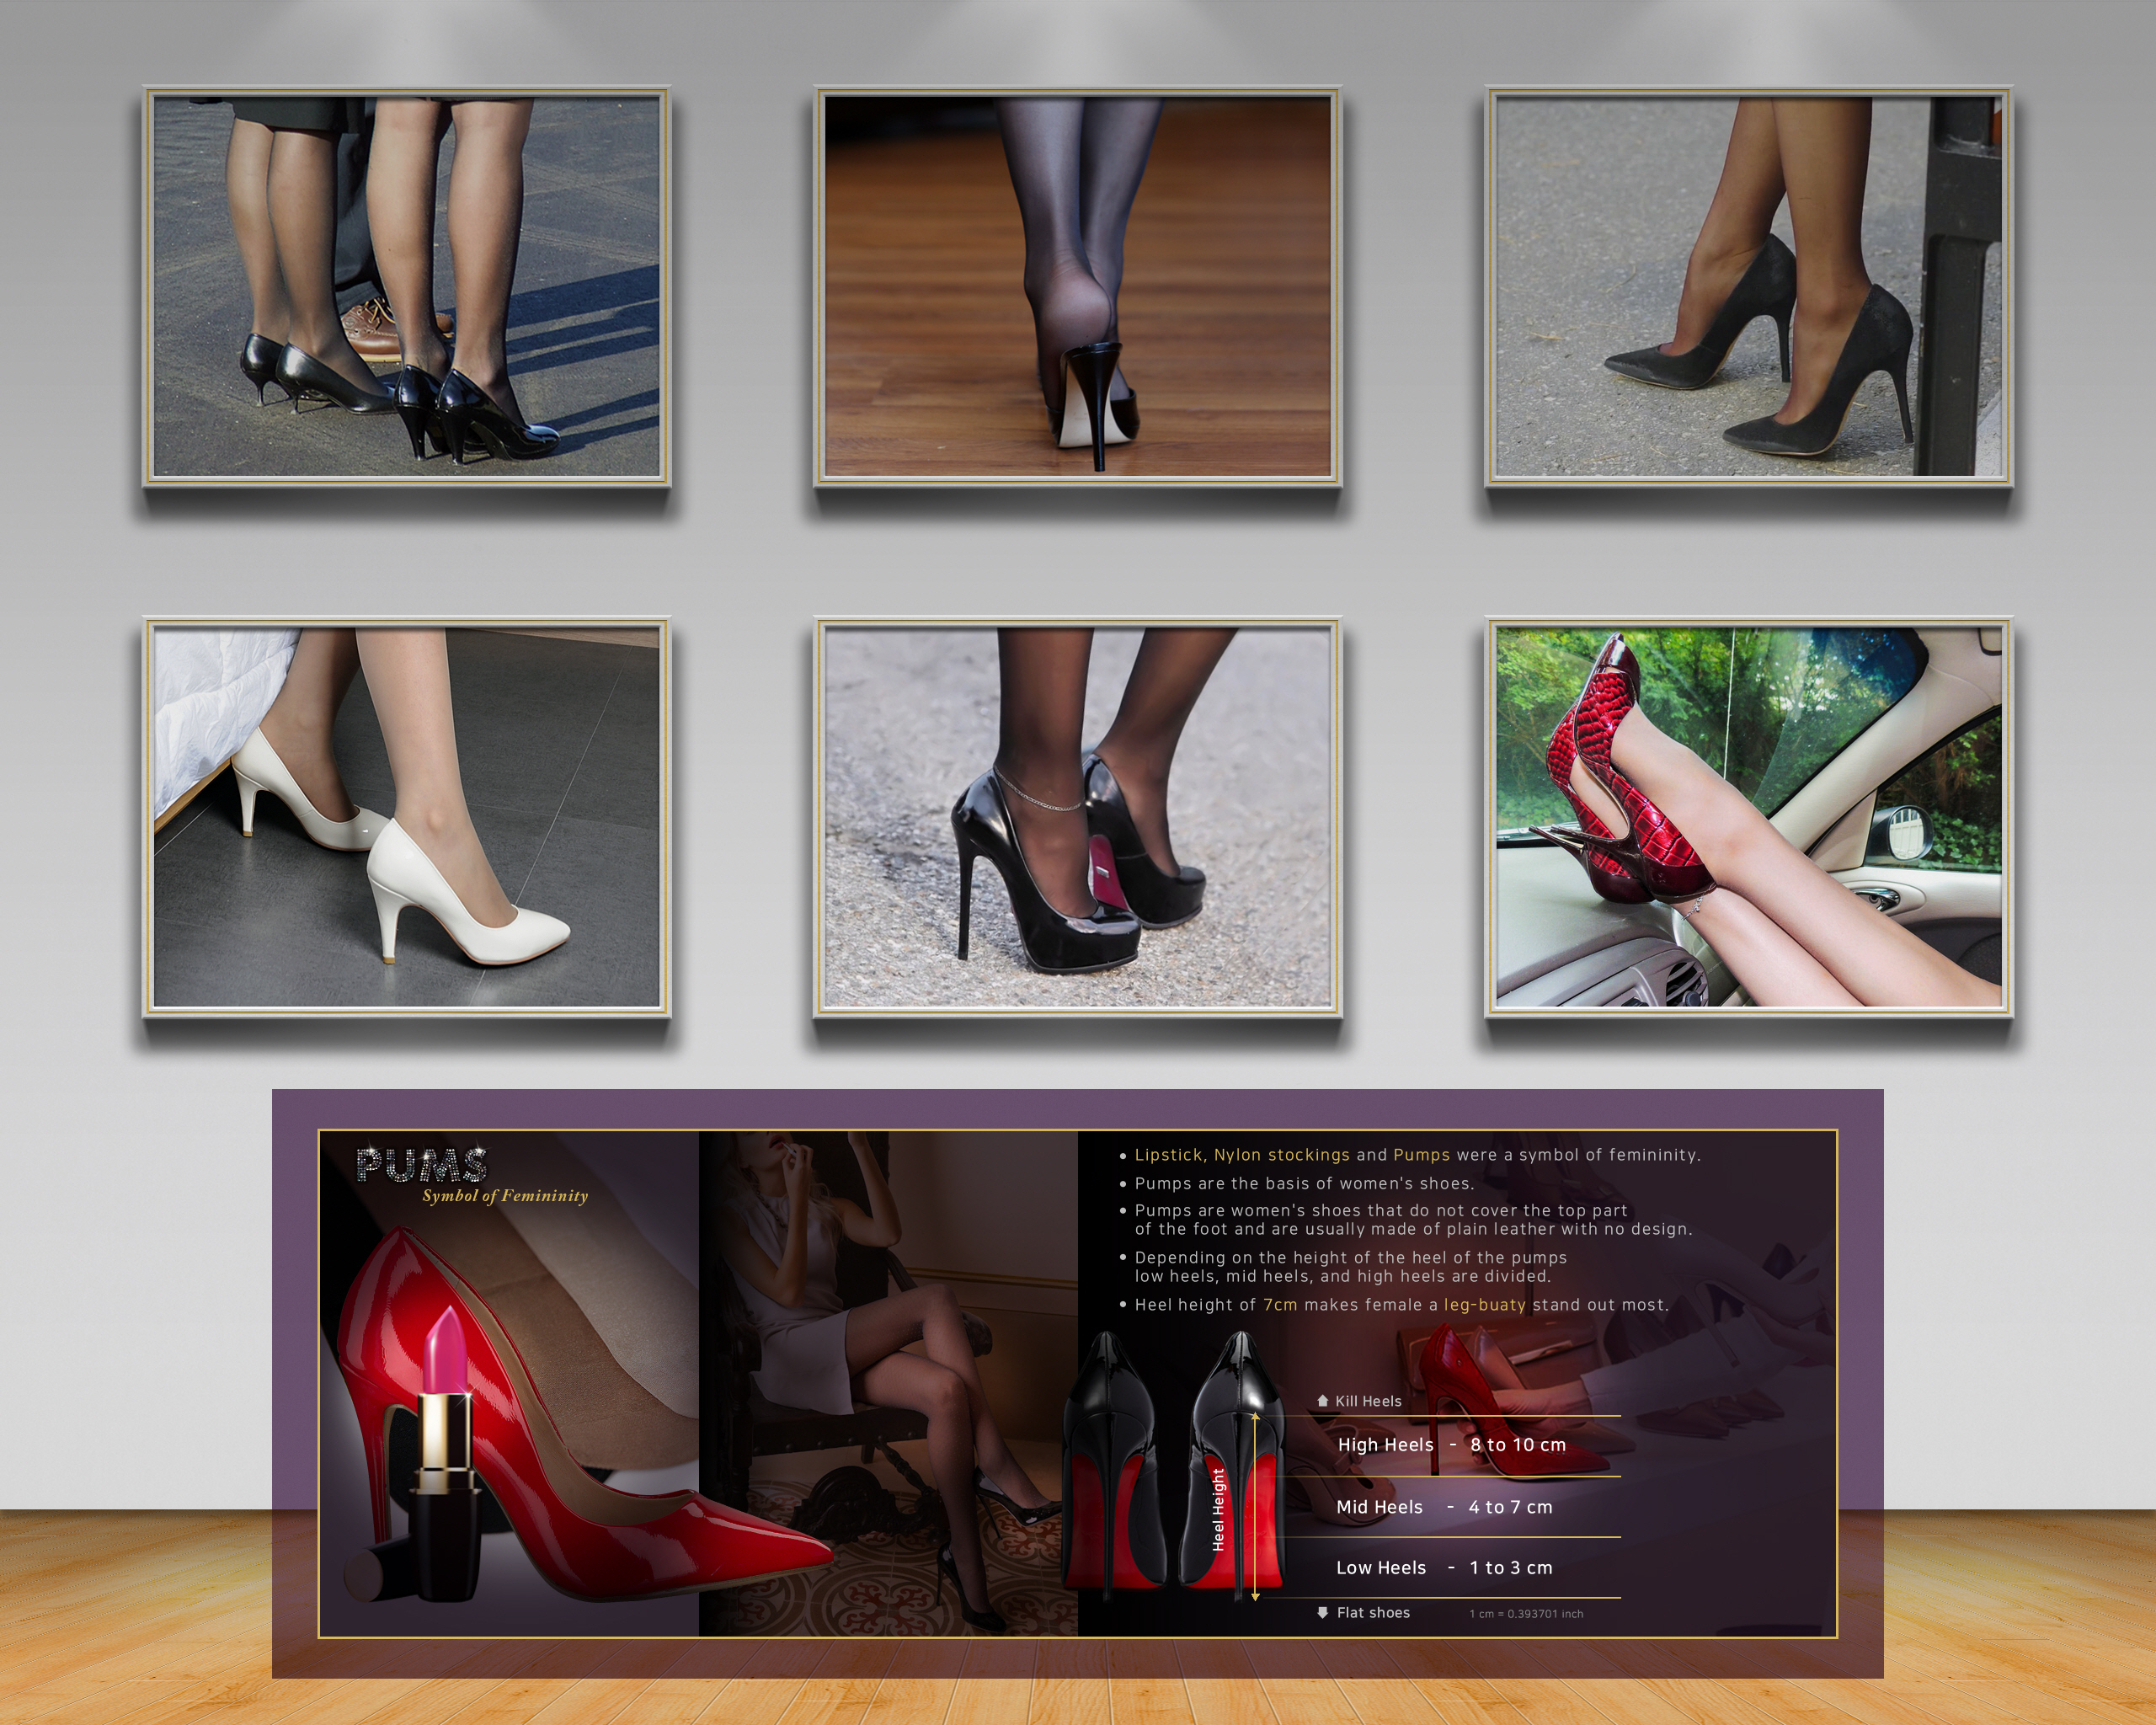 PUMS
Symbol of Femininity
• Lipstick, Nylon stockings and Pumps were a symbol of femininity.
• Pumps are the basis of women's shoes.
• Pumps are women's shoes that do not cover the top part
of the foot and are usually made of plain leather with no design.
• Depending on the height of the heel of the pumps
low heels, mid heels, and high heels are divided.
• Heel height of 7cm makes female a leg-buaty stand out most.
Kill Heels
High Heels - 8 to 10 cm
Mid Heels - 4 to 7 cm
Low Heels - 1 to 3 cm
Flat shoes 1 cm = 0.393701 inch
Heel Height